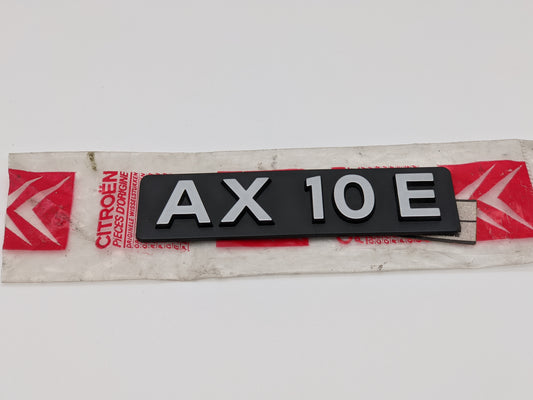 CITROËN
PIECES D'ORIGINE
AX 10 E